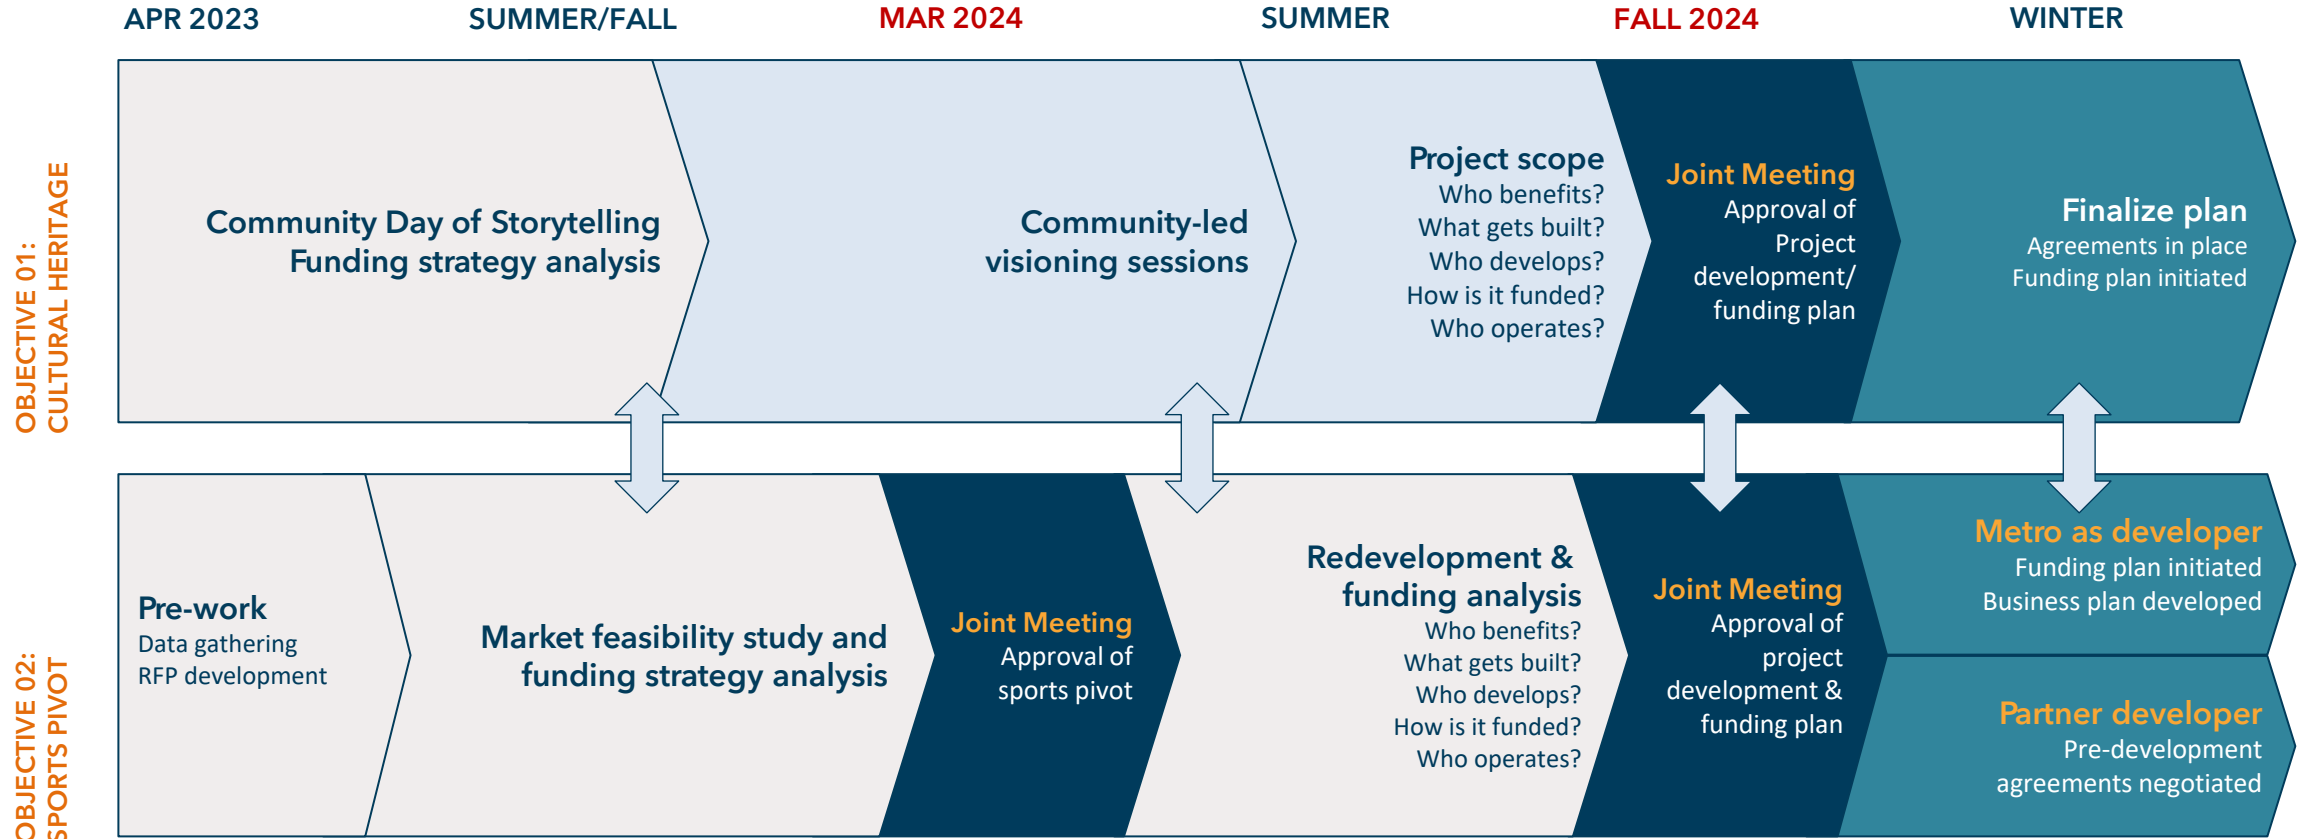 APR 2023
SUMMER/FALL
MAR 2024
SUMMER
FALL 2024
WINTER
OBJECTIVE 01:
CULTURAL HERITAGE
Community Day of Storytelling
Funding strategy analysis
Community-led
visioning sessions
Project scope
Who benefits?
What gets built?
Who develops?
How is it funded?
Who operates?
Joint Meeting
Approval of
Project
development/
funding plan
Finalize plan
Agreements in place
Funding plan initiated
OBJECTIVE 02:
SPORTS PIVOT
Pre-work
Data gathering
RFP development
Market feasibility study and
funding strategy analysis
Joint Meeting
Approval of
sports pivot
Redevelopment &
funding analysis
Who benefits?
What gets built?
Who develops?
How is it funded?
Who operates?
Joint Meeting
Approval of
project
development &
funding plan
Metro as developer
Funding plan initiated
Business plan developed
Partner developer
Pre-development
agreements negotiated